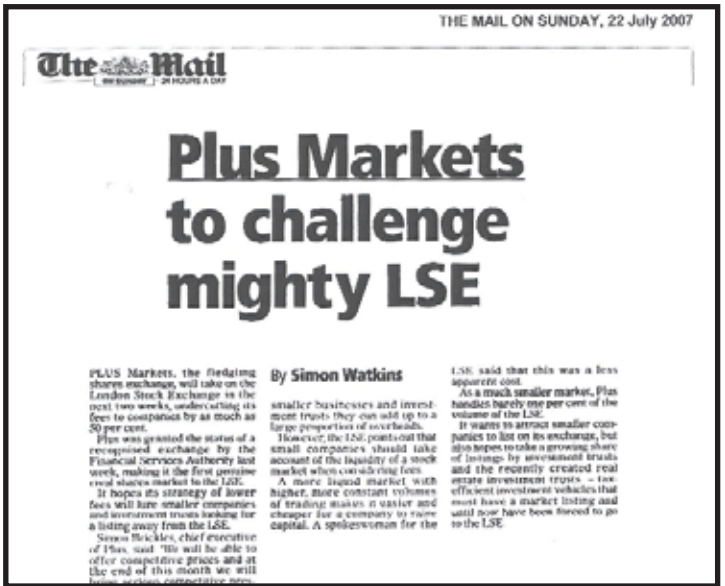 THE MAIL ON SUNDAY, 22 July 2007
The Mail
ON SUNDAY 24 HOURS A DAY
Plus Markets
to challenge
mighty LSE
PLUS Markets, the fledgling
shares exchange, will take on the
London Stock Exchange in the
next two weeks, undercutting its
fees to companies by as much as
50 per cent.
Plus was granted the status of a
recognised exchange by the
Financial Services Authority last
week, making it the first genuine
rival shares market to the LSE.
It hopes its strategy of lower
fees will lure smaller companies
and investment trusts looking for
a listing away from the LSE.
Simon Brickles, chief executive
of Plus, said 'We will be able to
offer competitive prices and at
the end of this month we will
bring serious competitive pres-
By Simon Watkins
smaller businesses and invest-
ment trusts they can add up to a
large proportion of overheads.
However, the LSE points out that
small companies should take
account of the liquidity of a stock
market when considering fees.
A more liquid market with
higher, more constant volumes
of trading makes it easier and
cheaper for a company to raise
capital. A spokeswoman for the
LSE said that this was a less
apparent cost.
As a much smaller market, Plus
handles barely one per cent of the
volume of the LSE.
It wants to attract smaller com-
panies to list on its exchange, but
also hopes to take a growing share
of listings by investment trusts
and the recently created real
estate investment trusts – tax-
efficient investment vehicles that
must have a market listing and
until now have been forced to go
to the LSE